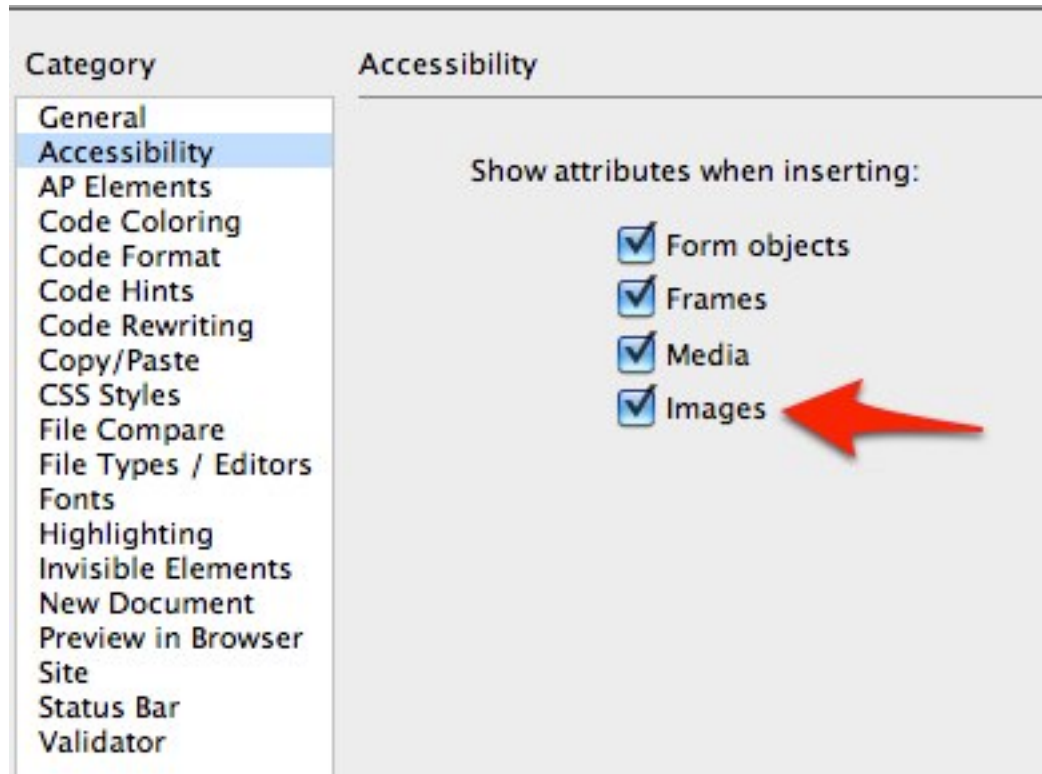 Category
General
Accessibility
AP Elements
Code Coloring
Code Format
Code Hints
Code Rewriting
Copy/Paste
CSS Styles
File Compare
File Types / Editors
Fonts
Highlighting
Invisible Elements
New Document
Preview in Browser
Site
Status Bar
Validator
Accessibility
Show attributes when inserting:
Form objects
Frames
Media
Images